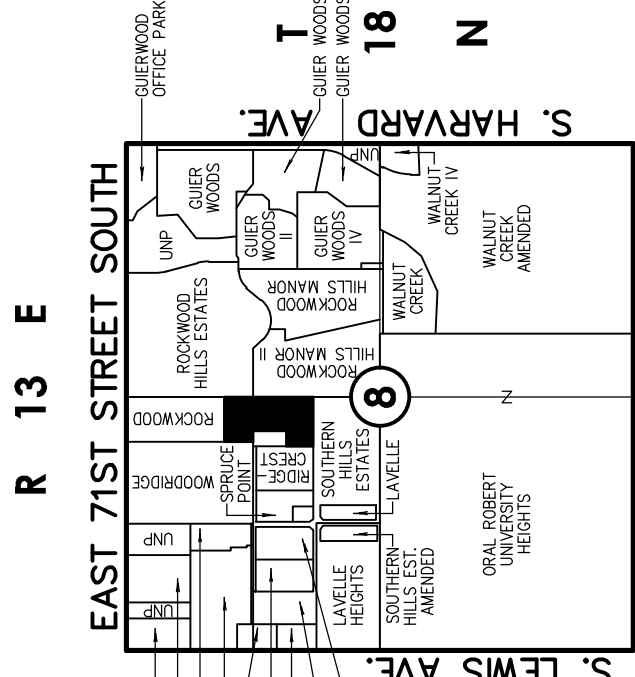 GUIERWOOD
OFFICE PARK
GUIER WOODS
GUIER WOODS
T
18
N
S. HARVARD AVE.
R 13 E
EAST 71ST STREET SOUTH
UNP
GUIER
WOODS
GUIER
WOODS
II
GUIER
WOODS
IV
UNP
WALNUT
CREEK IV
WALNUT
CREEK
AMENDED
WALNUT
CREEK
ROCKWOOD
HILLS ESTATES
ROCKWOOD
HILLS MANOR
ROCKWOOD
HILLS MANOR II
ROCKWOOD
8
Z
WOODRIDGE
SPRUCE
POINT
RIDGE-
CREST
SOUTHERN
HILLS
ESTATES
LAVELLE
UNP
UNP
LAVELLE
HEIGHTS
SOUTHERN
HILLS EST.
AMENDED
ORAL ROBERT
UNIVERSITY
HEIGHTS
S. LEWIS AVE.